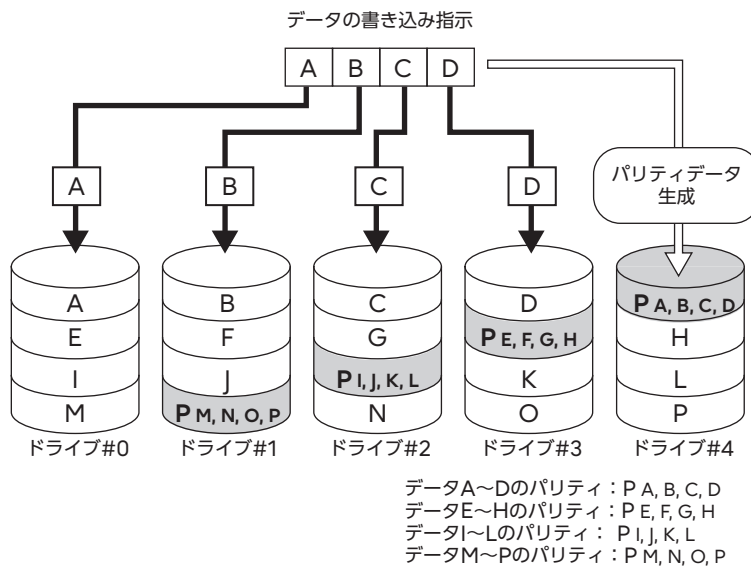 データの書き込み指示
A B C D
A B C D
パリティデータ
生成
A B C D P A, B, C, D
E F G P E, F, G, H H
I J P I, J, K, L K L
M P M, N, O, P N O P
ドライブ#0 ドライブ#1 ドライブ#2 ドライブ#3 ドライブ#4
データA～Dのパリティ：P A, B, C, D
データE～Hのパリティ：P E, F, G, H
データI～Lのパリティ： P I, J, K, L
データM～Pのパリティ：P M, N, O, P